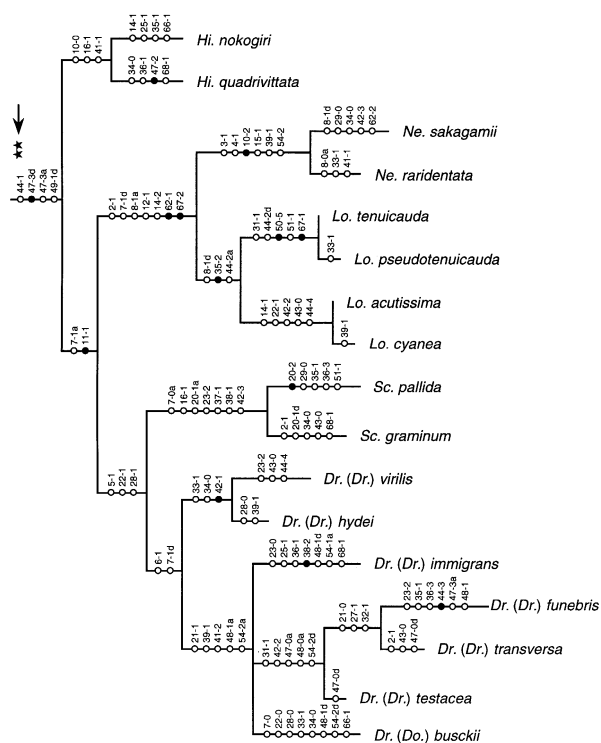 14-1 25-1 35-1 66-1
Hi. nokogiri
10-0 16-1 41-1
34-0 36-1 47-2 68-1
Hi. quadrivittata
44-1 47-3d 47-3a 49-1d
8-1d 29-0 34-0 42-3 62-2
Ne. sakagamii
3-1 4-1 10-2 15-1 39-1 54-2
8-0a 33-1 41-1
Ne. raridentata
2-1 7-1d 8-1a 12-1 14-2 62-1 67-2
Lo. tenuicauda
31-1 44-2d 50-5 51-1 67-1
33-1
Lo. pseudotenuicauda
8-1d 35-2 44-2a
Lo. acutissima
14-1 22-1 42-2 43-0 44-4
39-1
Lo. cyanea
7-1a 11-1
20-2 29-0 35-1 36-3 51-1
Sc. pallida
7-0a 16-1 20-1a 23-2 37-1 38-1 42-3
2-1 20-1d 34-0 43-0 68-1
Sc. graminum
5-1 22-1 28-1
23-2 43-0 44-4
Dr. (Dr.) virilis
33-1 34-0 42-1
28-0 39-1
Dr. (Dr.) hydei
6-1 7-1d
23-0 25-1 36-1 38-2 48-1d 54-1a 68-1
Dr. (Dr.) immigrans
23-2 35-1 36-3 44-3 47-3a 48-1
Dr. (Dr.) funebris
21-0 27-1 32-1
2-1 43-0 47-0d
Dr. (Dr.) transversa
21-1 39-1 41-2 48-1a 54-2a
31-1 42-2 47-0a 48-0a 54-2d
47-0d
Dr. (Dr.) testacea
7-0 22-0 28-0 33-1 34-0 48-1d 54-2d 66-1
Dr. (Do.) busckii